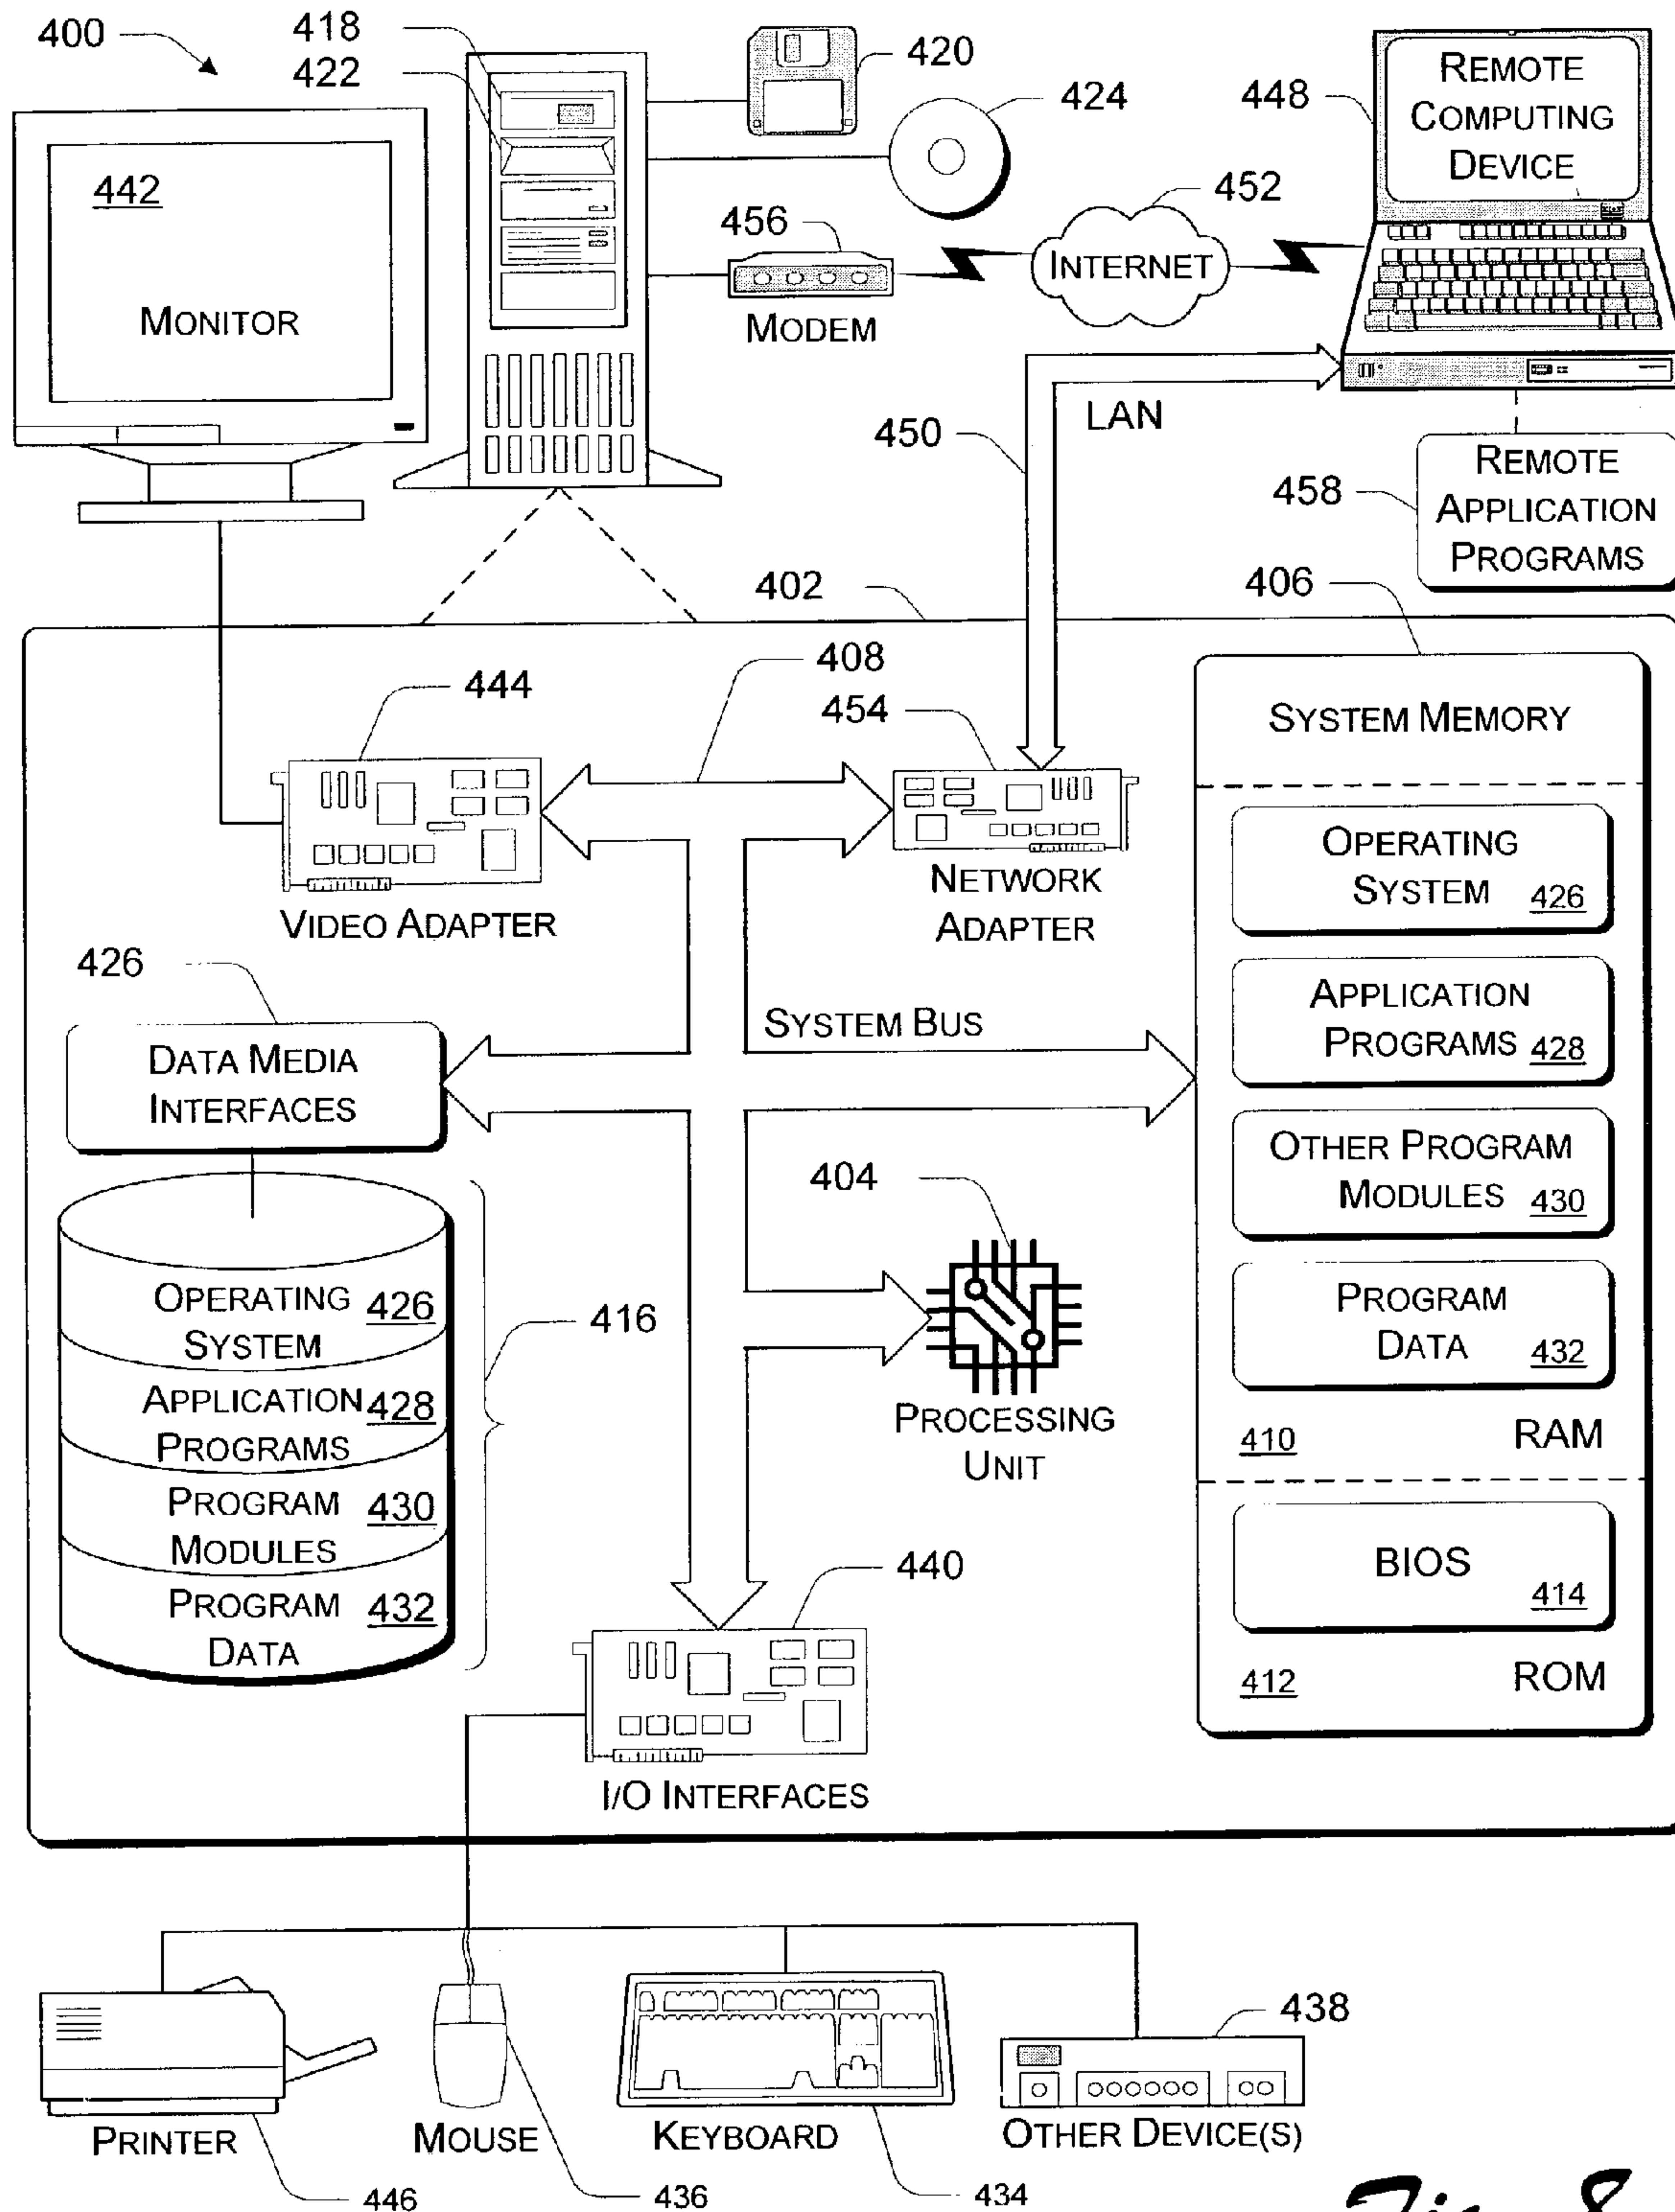 400
418
422
420
424
448
REMOTE
COMPUTING
DEVICE
442
MONITOR
456
MODEM
452
INTERNET
450
LAN
458
REMOTE
APPLICATION
PROGRAMS
402
406
444
408
454
VIDEO ADAPTER
NETWORK
ADAPTER
SYSTEM MEMORY
OPERATING
SYSTEM 426
APPLICATION
PROGRAMS 428
OTHER PROGRAM
MODULES 430
PROGRAM
DATA 432
410 RAM
BIOS
414
412 ROM
426
DATA MEDIA
INTERFACES
SYSTEM BUS
404
PROCESSING
UNIT
OPERATING 426
SYSTEM
APPLICATION 428
PROGRAMS
PROGRAM 430
MODULES
PROGRAM 432
DATA
416
440
I/O INTERFACES
438
PRINTER
MOUSE
KEYBOARD
OTHER DEVICE(S)
446
436
434
Fig. 8